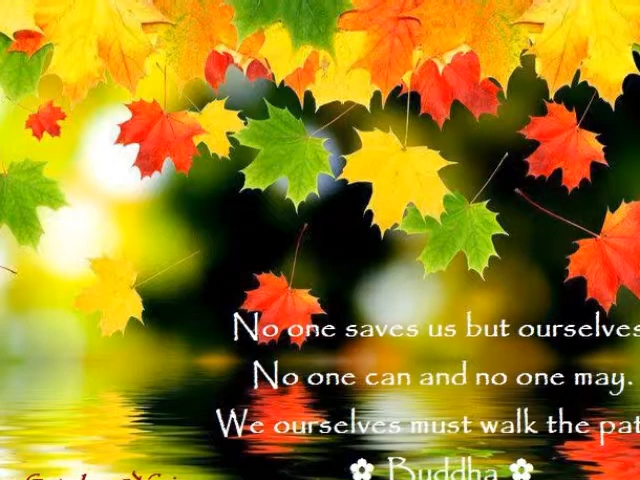 No one saves us but ourselves
No one can and no one may.
We ourselves must walk the pat
✿ Buddha ✿